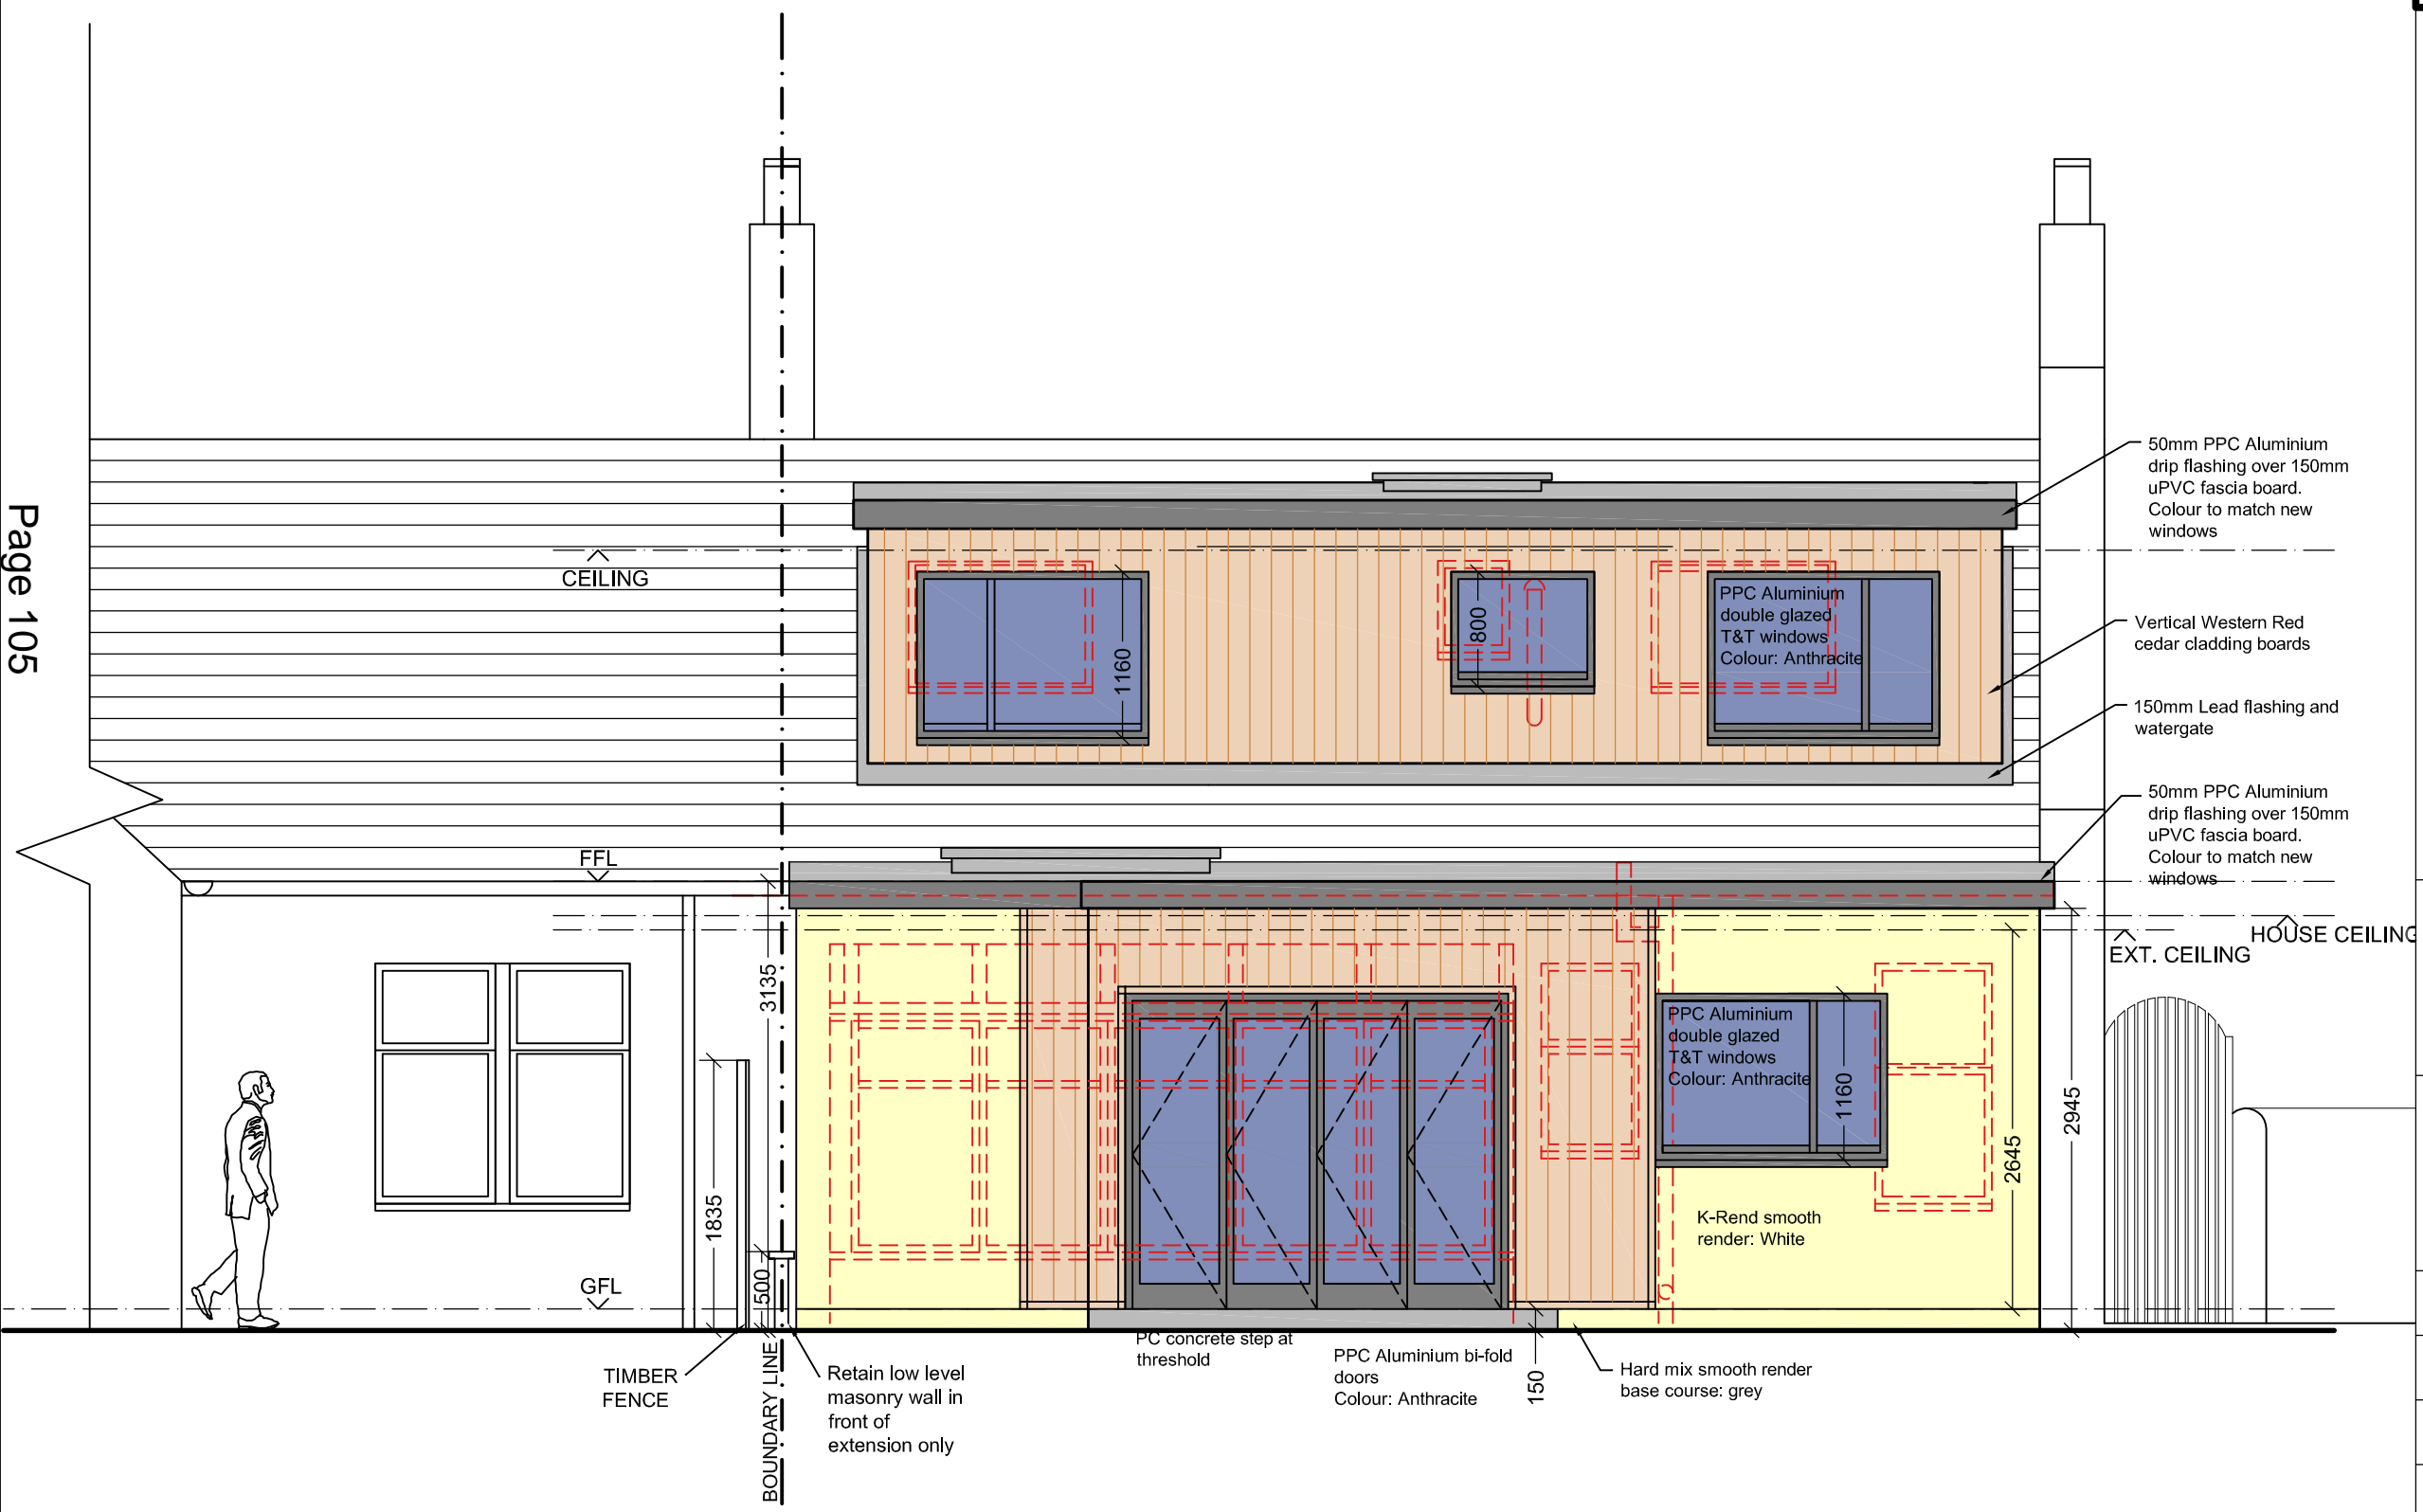 Page 105
50mm PPC Aluminium
drip flashing over 150mm
uPVC fascia board.
Colour to match new
windows
CEILING
PPC Aluminium
double glazed
T&T windows
Colour: Anthracite
800
1160
Vertical Western Red
cedar cladding boards
150mm Lead flashing and
watergate
50mm PPC Aluminium
drip flashing over 150mm
uPVC fascia board.
Colour to match new
windows
FFL
HOUSE CEILING
EXT. CEILING
3135
PPC Aluminium
double glazed
T&T windows
Colour: Anthracite
1160
2945
2645
1835
K-Rend smooth
render: White
500
GFL
PC concrete step at
threshold
PPC Aluminium bi-fold
doors
Colour: Anthracite
150
Hard mix smooth render
base course: grey
TIMBER
FENCE
BOUNDARY LINE
Retain low level
masonry wall in
front of
extension only